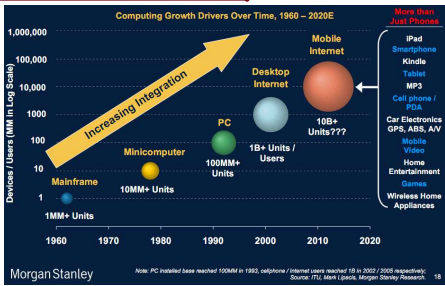 Computing Growth Drivers Over Time, 1960 – 2020E
More than
Just Phones
Devices / Users (MM in Log Scale)
1,000,000
100,000
10,000
1000
100
10
1
Increasing Integration
Mainframe
1MM+ Units
Minicomputer
10MM+ Units
PC
100MM+
Units
Desktop
Internet
1B+ Units /
Users
Mobile
Internet
10B+
Units???
iPad
Smartphone
Kindle
Tablet
MP3
Cell phone /
PDA
Car Electronics
GPS, ABS, A/V
Mobile
Video
Home
Entertainment
Games
Wireless Home
Appliances
1960
1970
1980
1990
2000
2010
2020
Morgan Stanley
Note: PC installed base reached 100MM in 1993, cellphone / Internet users reached 1B in 2002 / 2005 respectively;
Source: ITU, Mark Lipacis, Morgan Stanley Research.
18